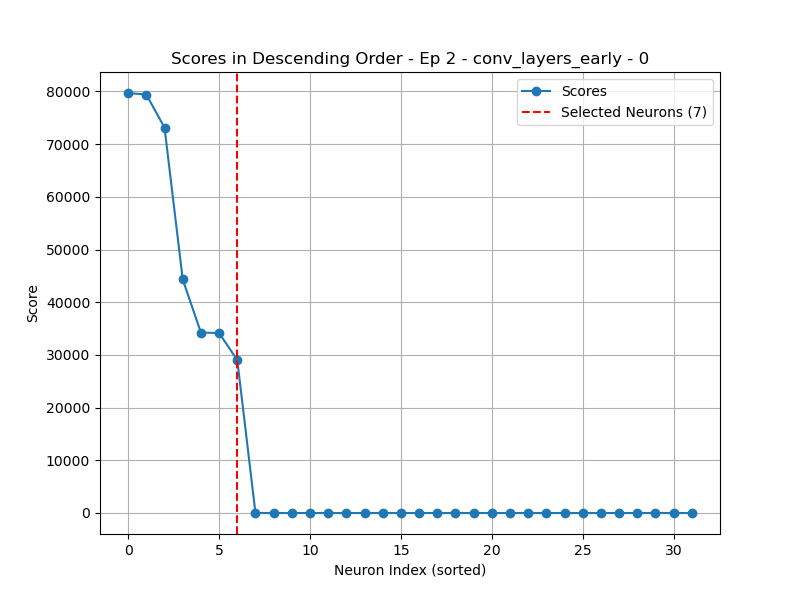 Scores in Descending Order - Ep 2 - conv_layers_early - 0
Scores
Selected Neurons (7)
Score
80000
70000
60000
50000
40000
30000
20000
10000
0
0 5 10 15 20 25 30
Neuron Index (sorted)